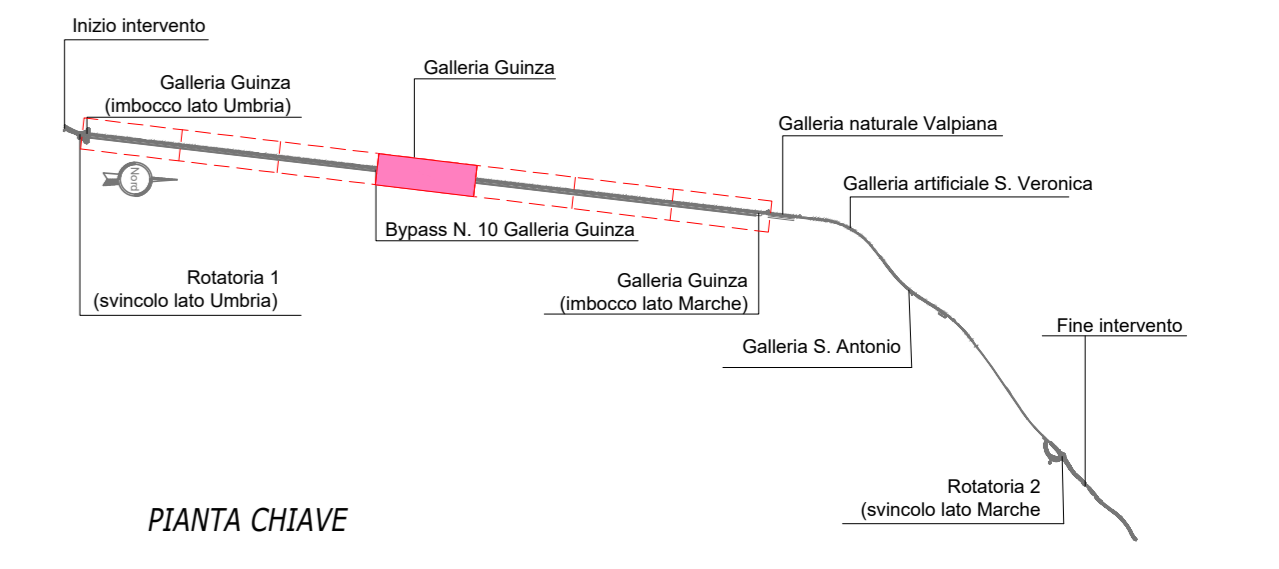 Inizio intervento
Galleria Guinza
(imbocco lato Umbria)
Galleria Guinza
Galleria naturale Valpiana
Galleria artificiale S. Veronica
Nord
Bypass N. 10 Galleria Guinza
Rotatoria 1
(svincolo lato Umbria)
Galleria Guinza
(imbocco lato Marche)
Galleria S. Antonio
Fine intervento
Rotatoria 2
(svincolo lato Marche
PIANTA CHIAVE